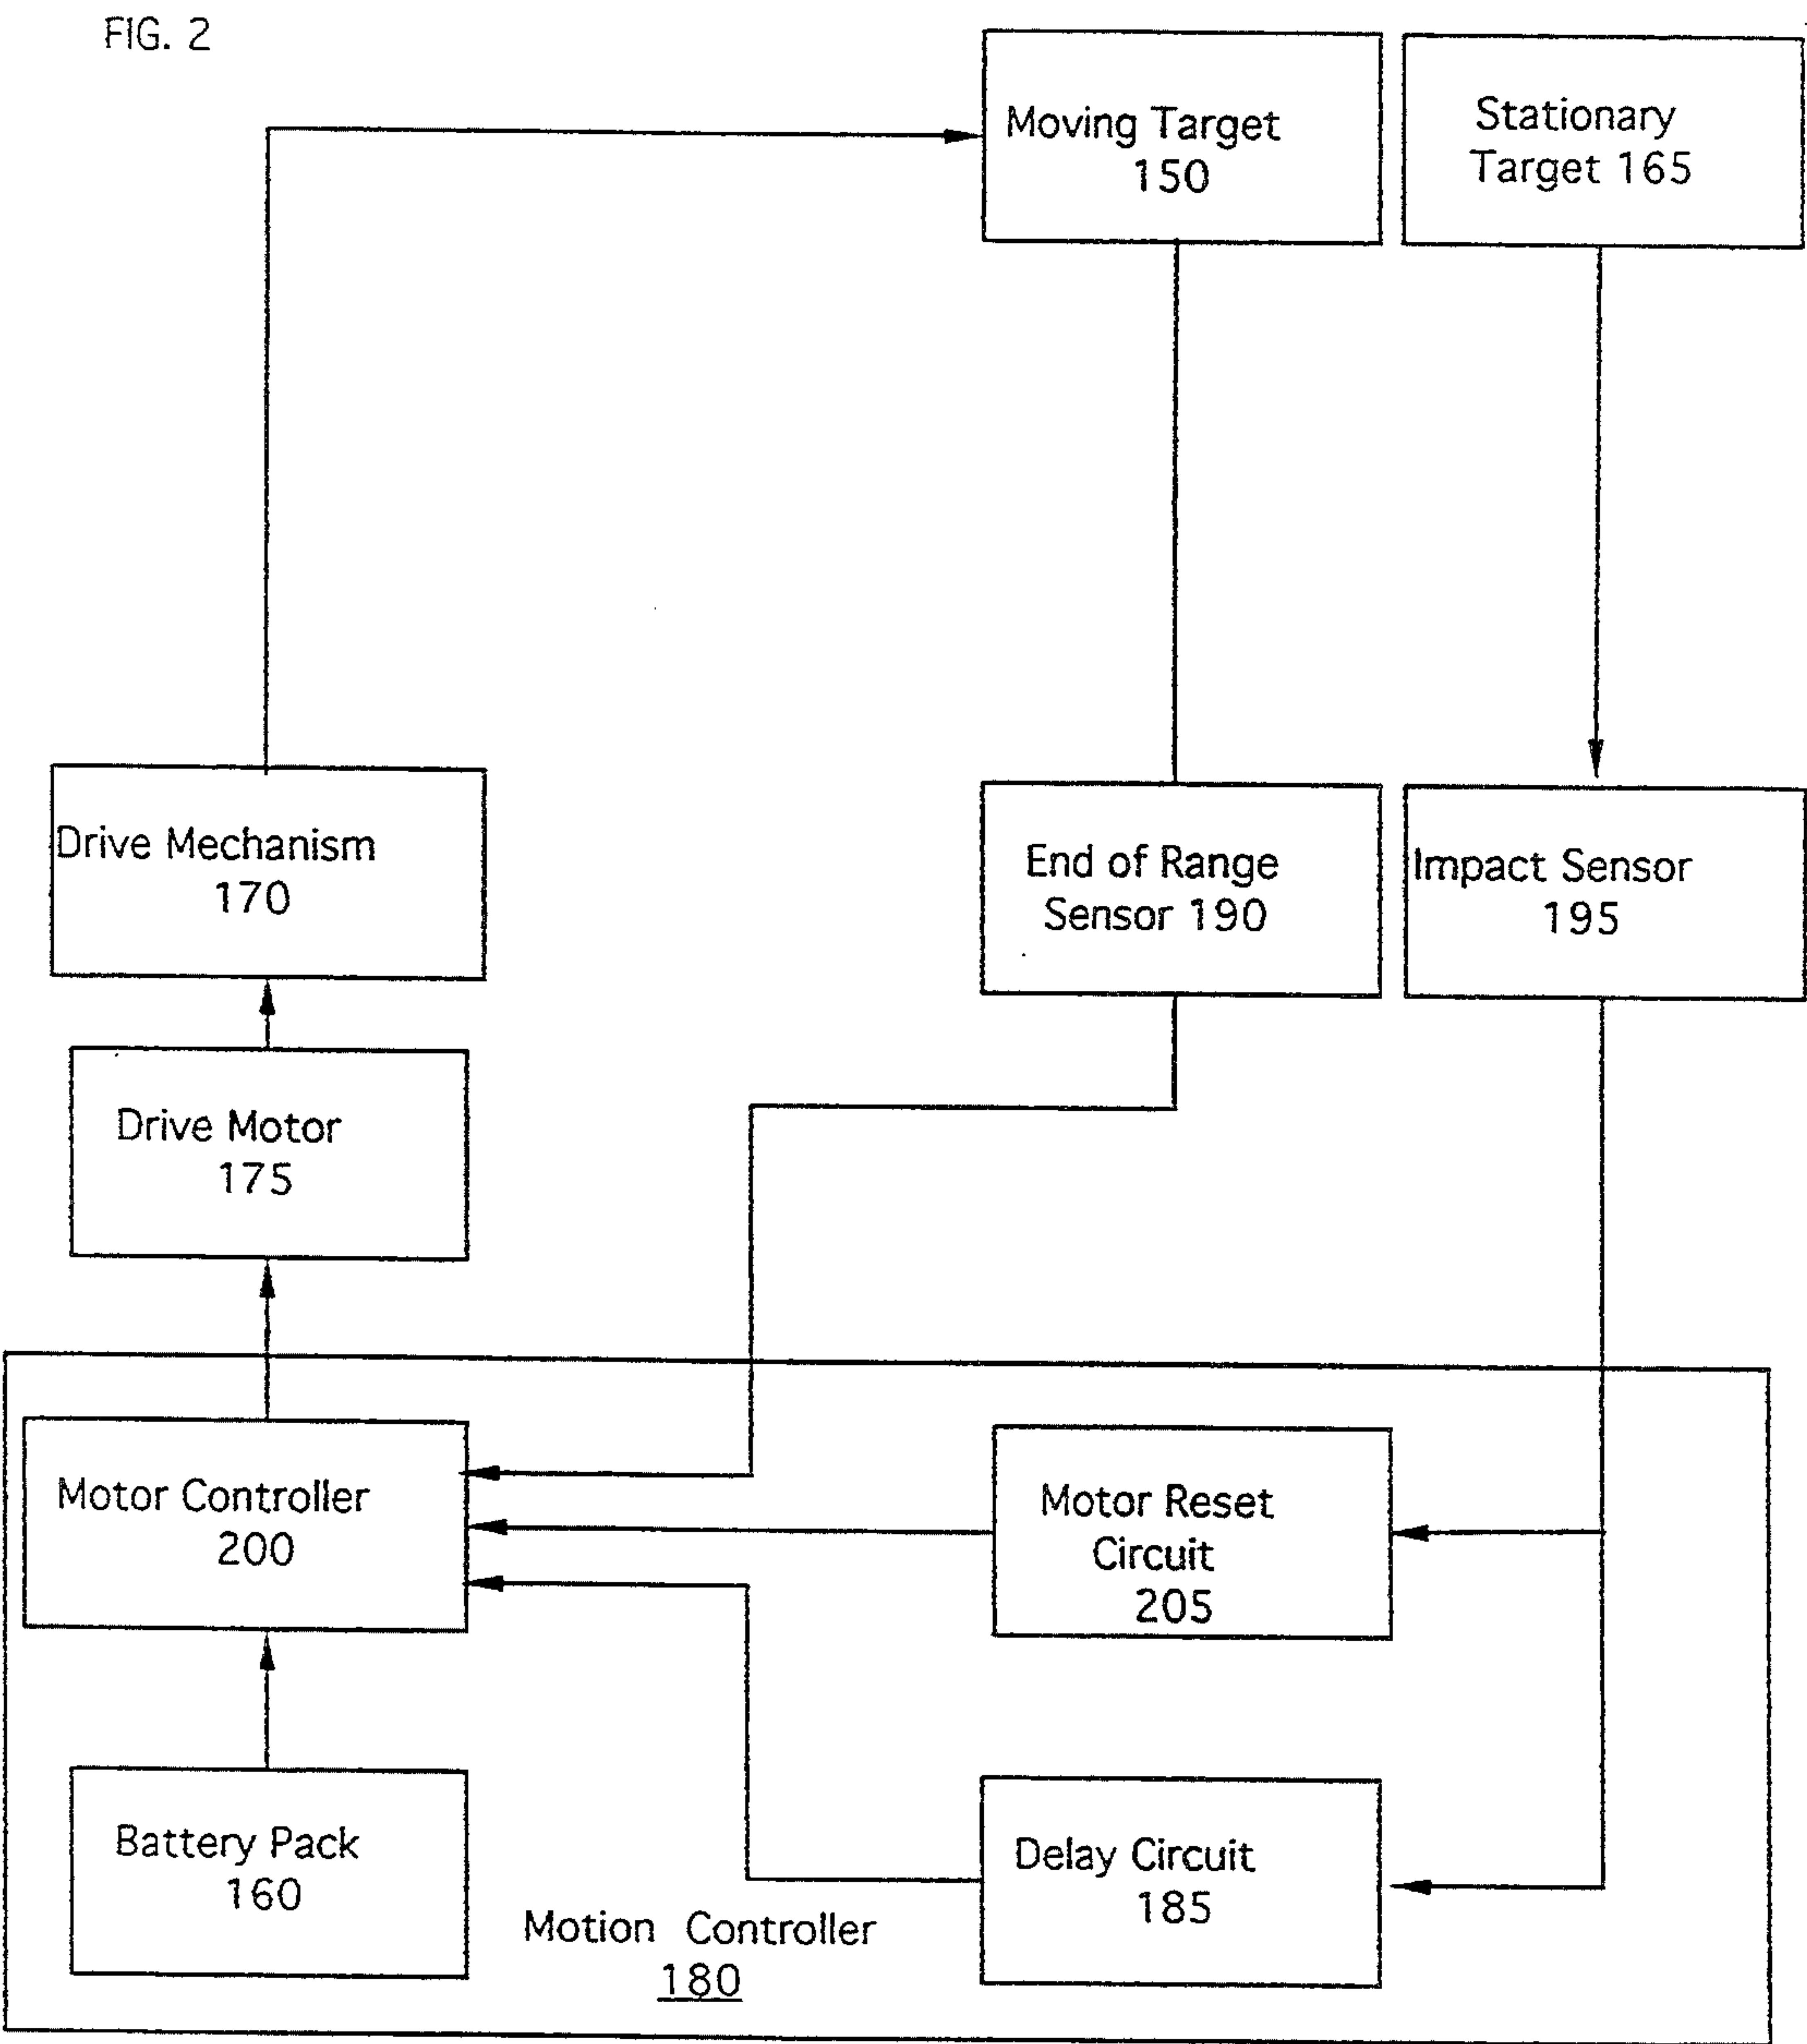 FIG. 2
Moving Target
150
Stationary
Target 165
Drive Mechanism
170
End of Range
Sensor 190
Impact Sensor
195
Drive Motor
175
Motor Controller
200
Motor Reset
Circuit
205
Battery Pack
160
Delay Circuit
185
Motion Controller
180